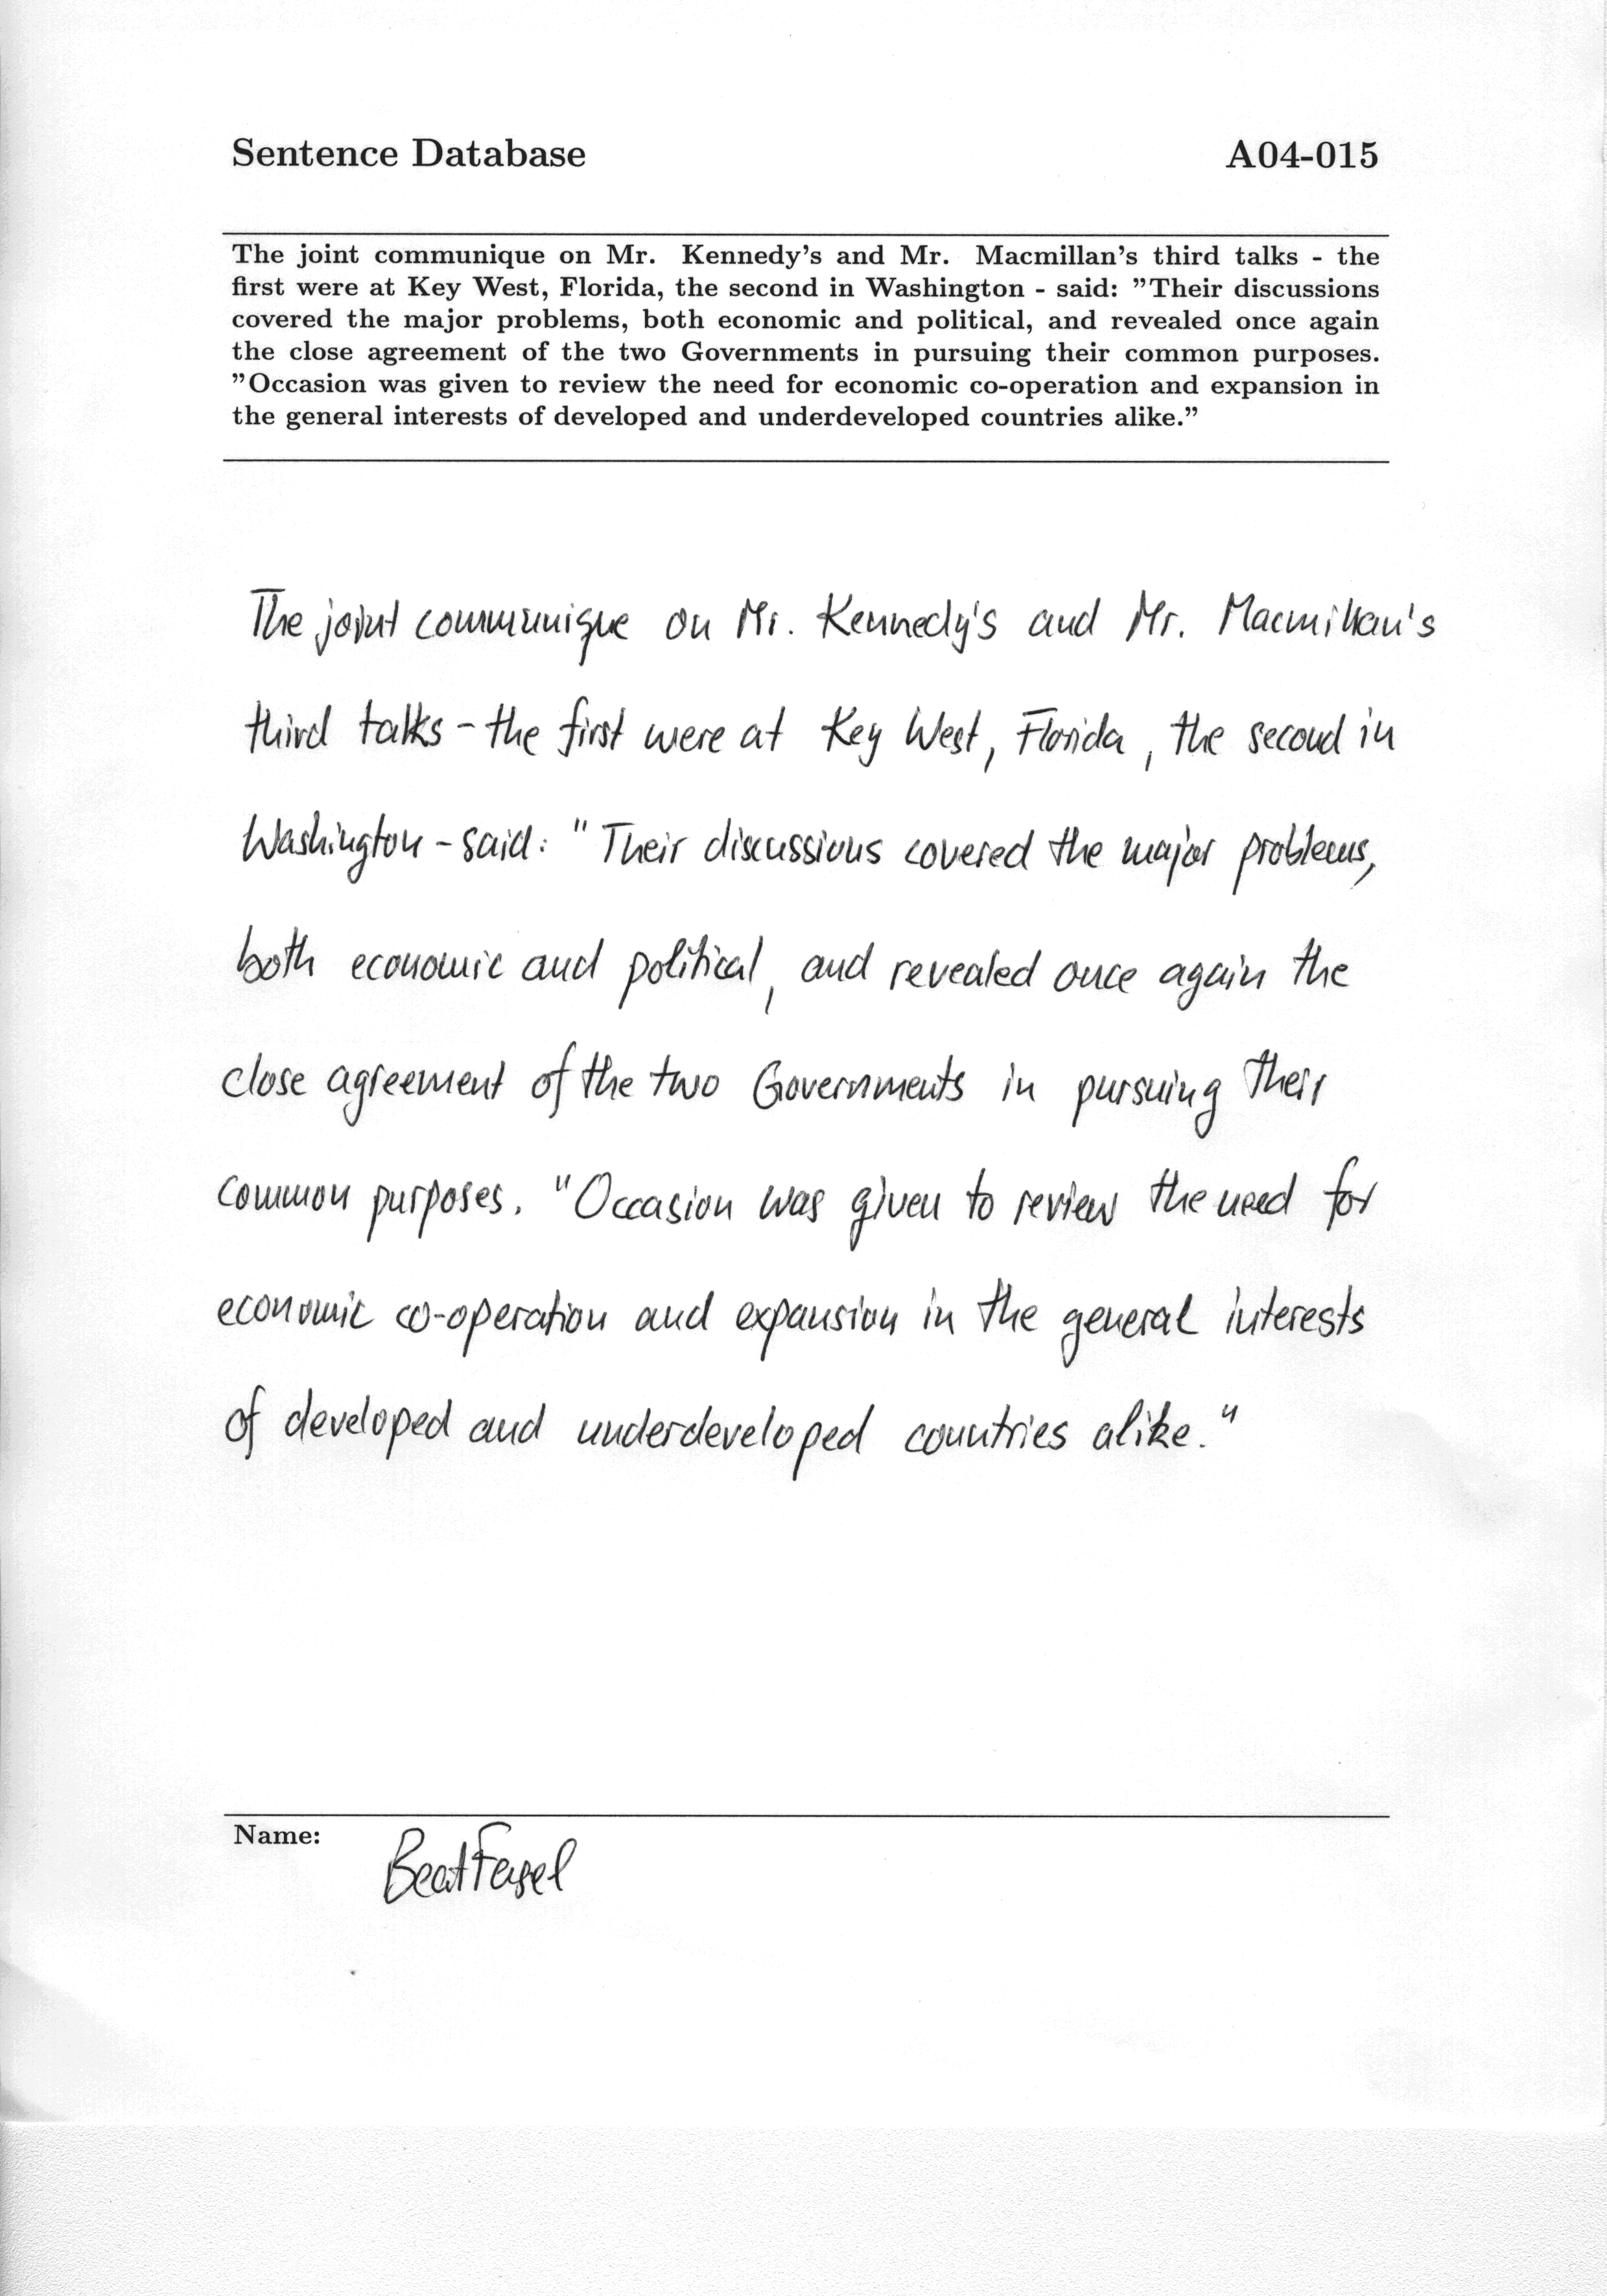 Sentence Database A04-015
The joint communique on Mr. Kennedy's and Mr. Macmillan's third talks - the
first were at Key West, Florida, the second in Washington - said: "Their discussions
covered the major problems, both economic and political, and revealed once again
the close agreement of the two Governments in pursuing their common purposes.
"Occasion was given to review the need for economic co-operation and expansion in
the general interests of developed and underdeveloped countries alike."
The joint communique on Mr. Kennedy's and Mr. Macmillan's
third talks - the first were at Key West, Florida, the second in
Washington - said: "Their discussions covered the major problems,
both economic and political, and revealed once again the
close agreement of the two Governments in pursuing their
common purposes. "Occasion was given to review the need for
economic co-operation and expansion in the general interests
of developed and underdeveloped countries alike."
Name:
Beat